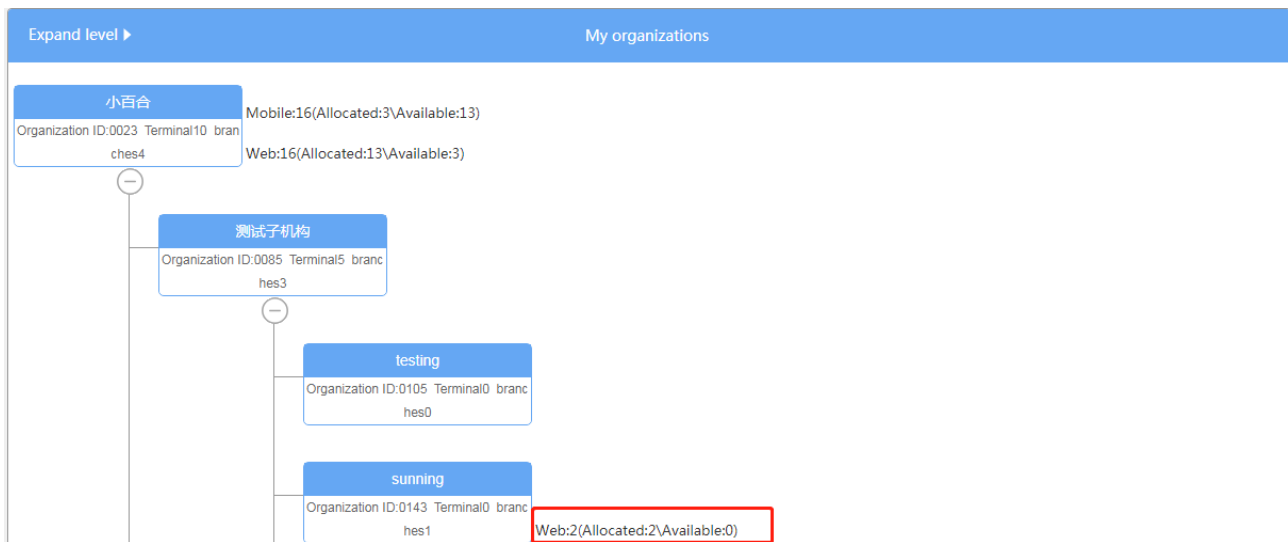 Expand level
My organizations
小百合
Mobile:16(Allocated:3\Available:13)
Organization ID:0023 Terminal10 bran
ches4
Web:16(Allocated:13\Available:3)
测试子机构
Organization ID:0085 Terminal5 branc
hes3
testing
Organization ID:0105 Terminal0 branc
hes0
sunning
Organization ID:0143 Terminal0 branc
hes1
Web:2(Allocated:2\Available:0)